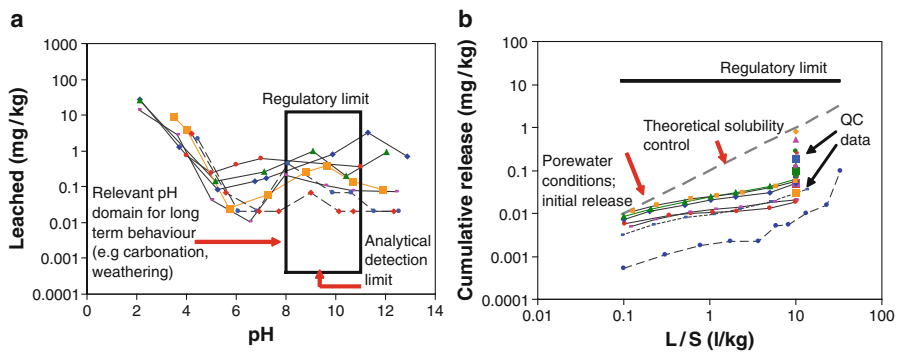 a
1000
100
10
1
0.1
0.01
0.001
0.0001
Leached (mg/kg)
Regulatory limit
Relevant pH
domain for long
term behaviour
(e.g carbonation,
weathering)
Analytical
detection
limit
0
2
4
6
8
10
12
14
pH
b
100
10
1
0.1
0.01
0.001
0.0001
Cumulative release (mg/kg)
Regulatory limit
QC
data
Theoretical solubility
control
Porewater
conditions;
initial release
0.01
0.1
1
10
100
L/S (l/kg)